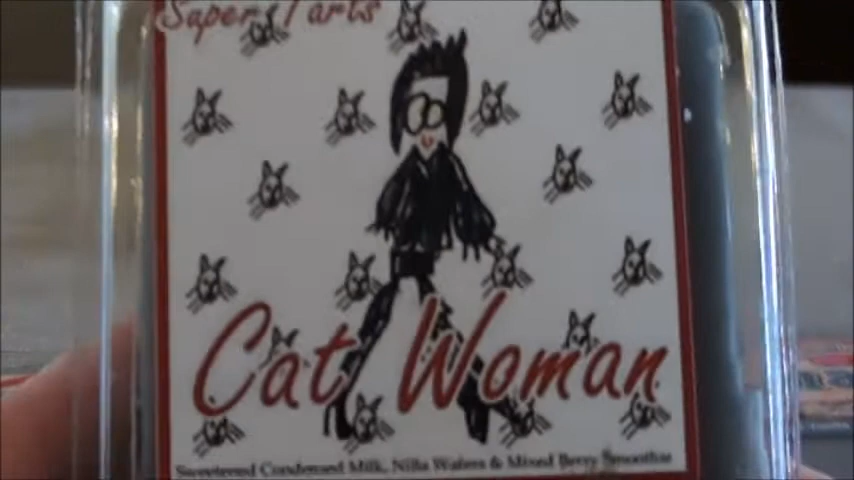 Super Tarts
Cat Woman
Sweetened Condensed Milk, Nilla Wafers & Mixed Berry Smoothie